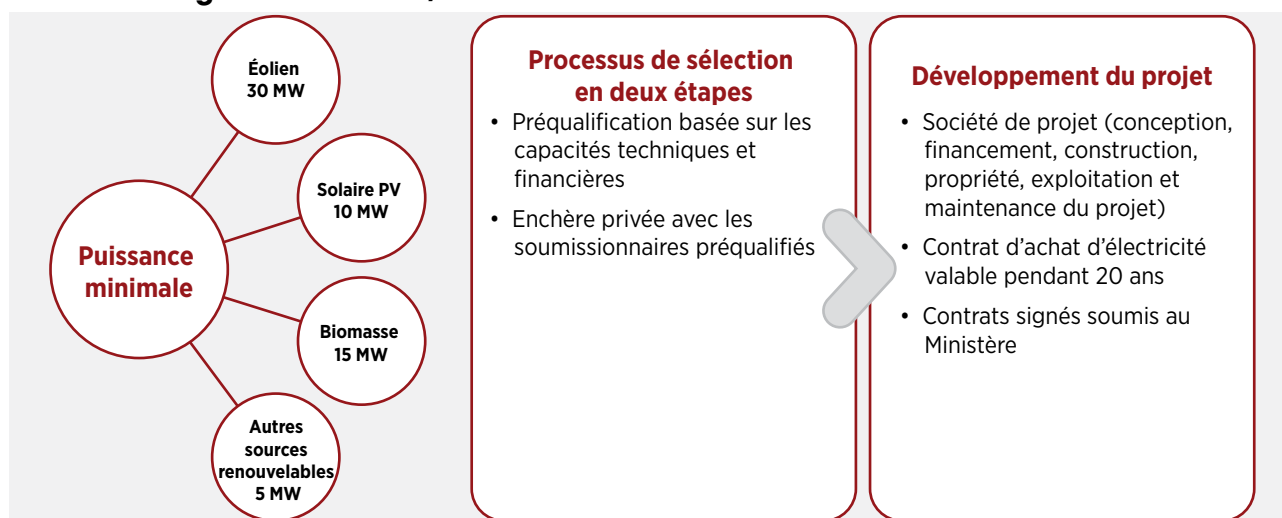 Éolien
30 MW
Solaire PV
10 MW
Puissance
minimale
Biomasse
15 MW
Autres
sources
renouvelables
5 MW
Processus de sélection
en deux étapes
• Préqualification basée sur les
capacités techniques et
financières
• Enchère privée avec les
soumissionnaires préqualifiés
Développement du projet
• Société de projet (conception,
financement, construction,
propriété, exploitation et
maintenance du projet)
• Contrat d'achat d'électricité
valable pendant 20 ans
• Contrats signés soumis au
Ministère